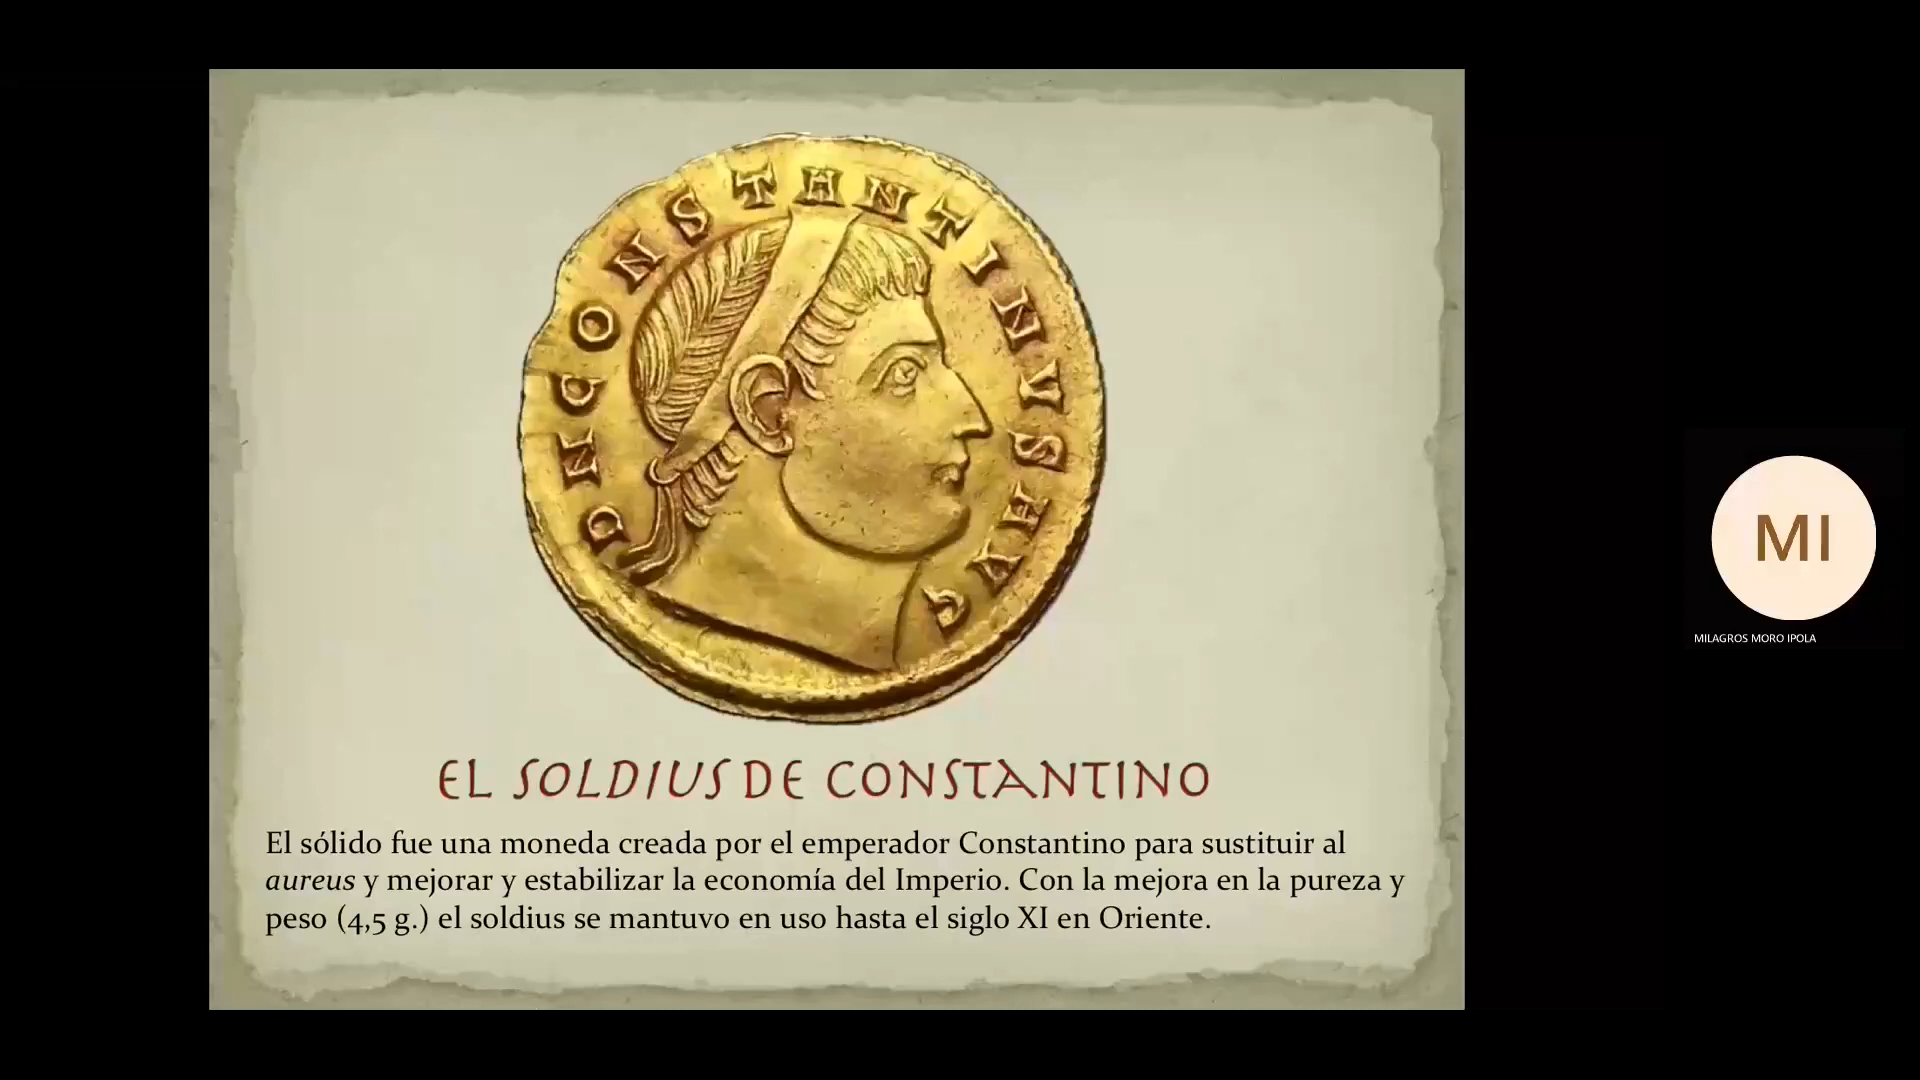 D N CONSTANTINVS AVG
EL SOLDIUS DE CONSTANTINO
El sólido fue una moneda creada por el emperador Constantino para sustituir al
aureus y mejorar y estabilizar la economía del Imperio. Con la mejora en la pureza y
peso (4,5 g.) el soldius se mantuvo en uso hasta el siglo XI en Oriente.
MI
MILAGROS MORO IPOLA